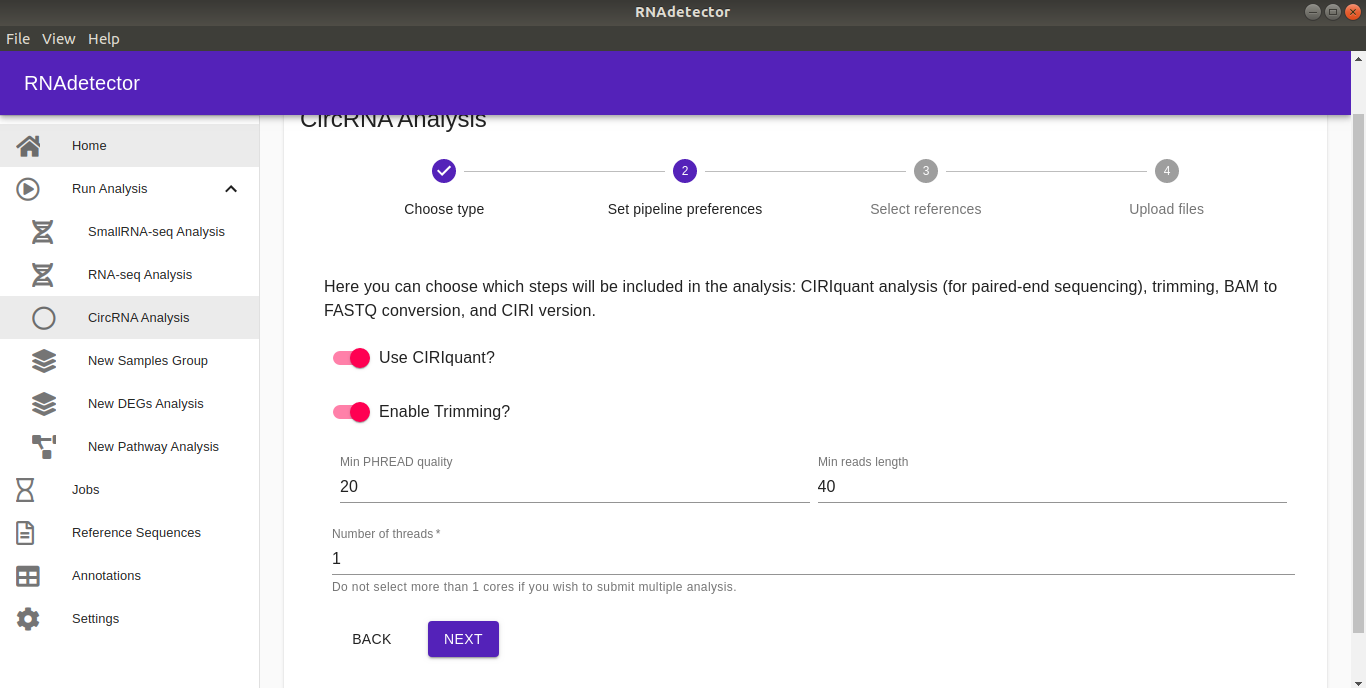 RNAdetector
File View Help
RNAdetector
Home
Run Analysis
SmallRNA-seq Analysis
RNA-seq Analysis
CircRNA Analysis
New Samples Group
New DEGs Analysis
New Pathway Analysis
Jobs
Reference Sequences
Annotations
Settings
CircRNA Analysis
2 3 4
Choose type Set pipeline preferences Select references Upload files
Here you can choose which steps will be included in the analysis: CIRIquant analysis (for paired-end sequencing), trimming, BAM to
FASTQ conversion, and CIRI version.
Use CIRIquant?
Enable Trimming?
Min PHREAD quality Min reads length
20 40
Number of threads *
1
Do not select more than 1 cores if you wish to submit multiple analysis.
BACK NEXT